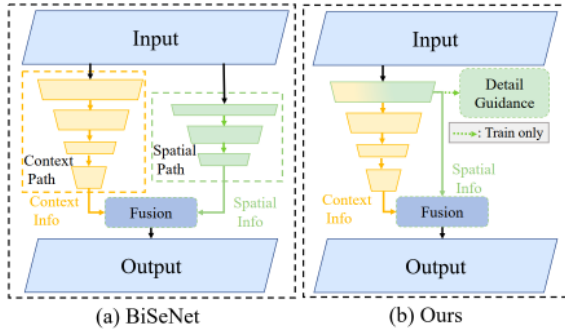 Input
Context
Path
Spatial
Path
Context
Info
Fusion
Spatial
Info
Output
(a) BiSeNet
Input
Detail
Guidance
: Train only
Context
Info
Spatial
Info
Fusion
Output
(b) Ours